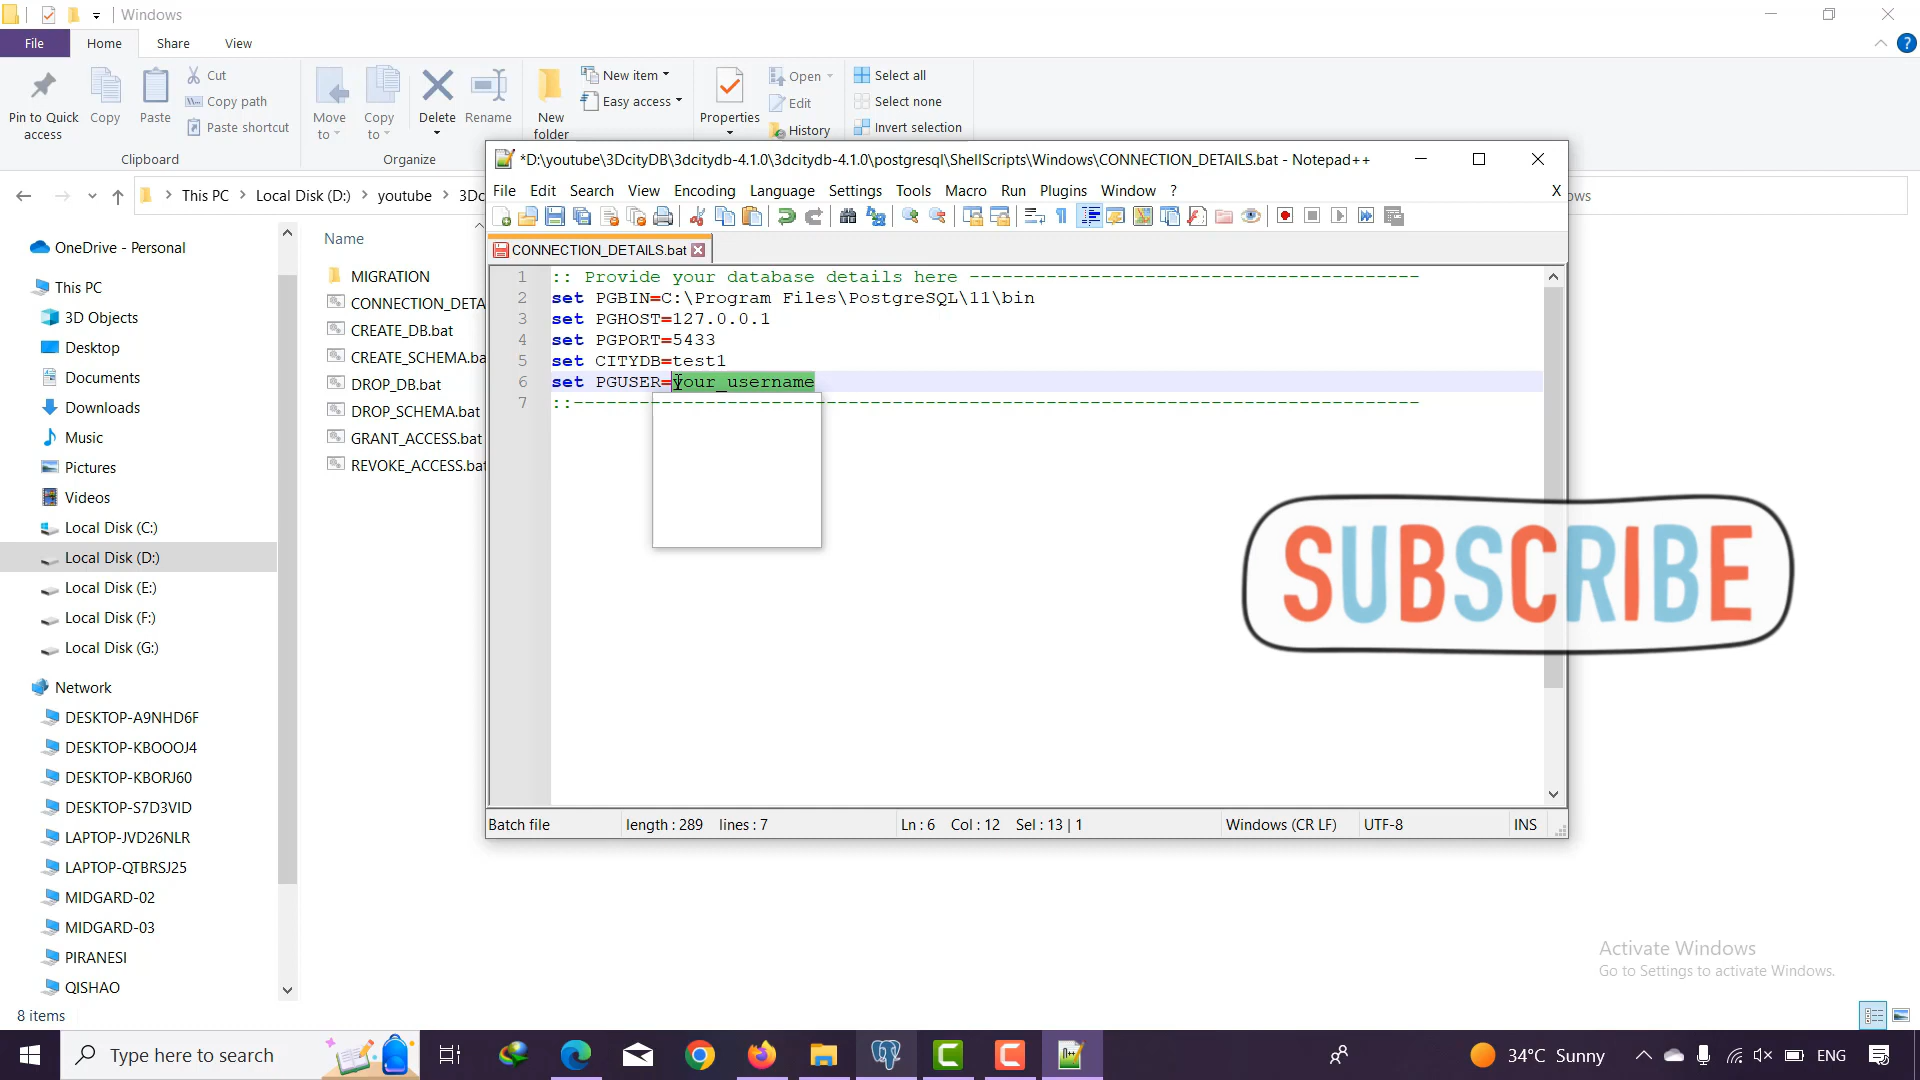 Windows
File Home Share View
Pin to Quick access
Copy
Paste
Cut
Copy path
Paste shortcut
Clipboard
Move to
Copy to
Delete
Rename
Organize
New folder
New item
Easy access
Properties
Open
Edit
History
Select all
Select none
Invert selection
This PC Local Disk (D:) youtube 3Dc
OneDrive - Personal
This PC
3D Objects
Desktop
Documents
Downloads
Music
Pictures
Videos
Local Disk (C:)
Local Disk (D:)
Local Disk (E:)
Local Disk (F:)
Local Disk (G:)
Network
DESKTOP-A9NHD6F
DESKTOP-KBOOOJ4
DESKTOP-KBORJ60
DESKTOP-S7D3VID
LAPTOP-JVD26NLR
LAPTOP-QTBRSJ25
MIDGARD-02
MIDGARD-03
PIRANESI
QISHAO
8 items
Name
MIGRATION
CONNECTION_DETA
CREATE_DB.bat
CREATE_SCHEMA.ba
DROP_DB.bat
DROP_SCHEMA.bat
GRANT_ACCESS.bat
REVOKE_ACCESS.bat
*D:\youtube\3DcityDB\3dcitydb-4.1.0\3dcitydb-4.1.0\postgresql\ShellScripts\Windows\CONNECTION_DETAILS.bat - Notepad++
File Edit Search View Encoding Language Settings Tools Macro Run Plugins Window ? X
CONNECTION_DETAILS.bat
1 :: Provide your database details here -----------------------------------------
2 set PGBIN=C:\Program Files\PostgreSQL\11\bin
3 set PGHOST=127.0.0.1
4 set PGPORT=5433
5 set CITYDB=test1
6 set PGUSER=your_username
7 ::-----------------------------------------------------------------------------
Batch file length : 289 lines : 7 Ln : 6 Col : 12 Sel : 13 | 1 Windows (CR LF) UTF-8 INS
SUBSCRIBE
Activate Windows
Go to Settings to activate Windows.
Type here to search
34°C Sunny
ENG